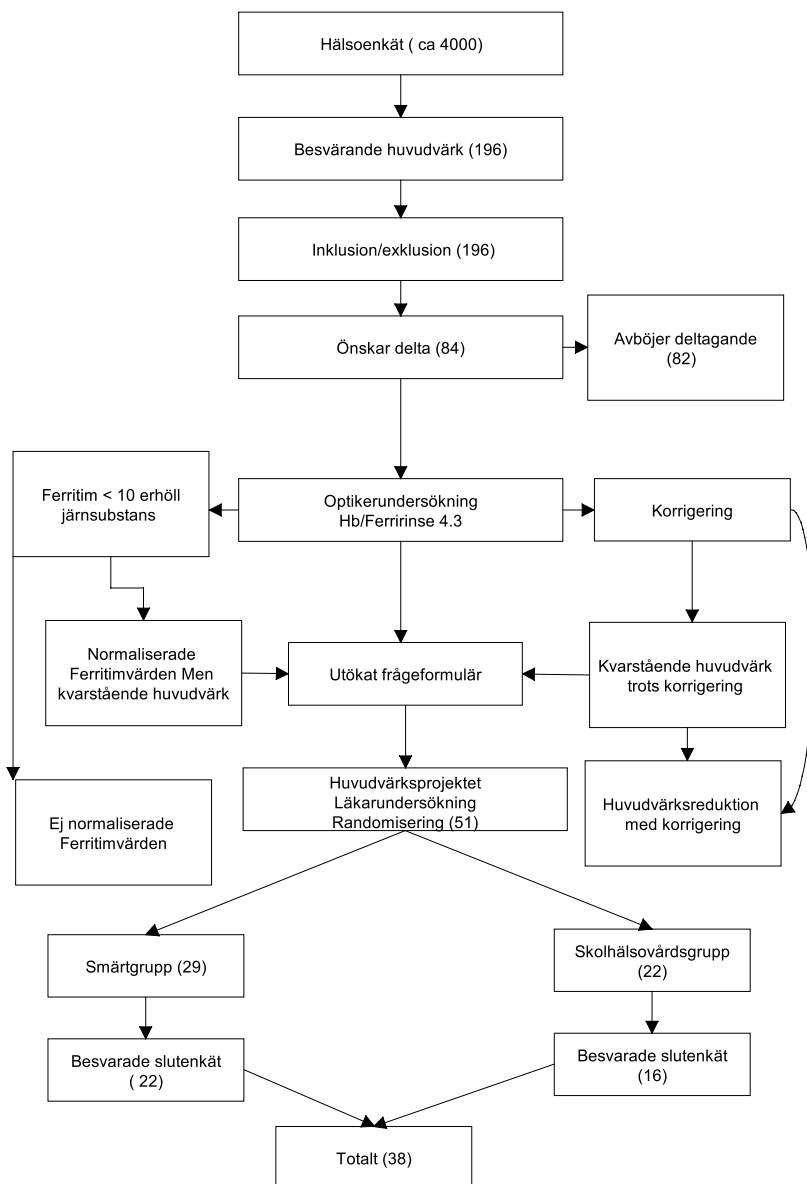 Hälsoenkät ( ca 4000)
Besvärande huvudvärk (196)
Inklusion/exklusion (196)
Önskar delta (84)
Avböjer deltagande
(82)
Ferritim < 10 erhöll
järnsubstans
Optikerundersökning
Hb/Ferririnse 4.3
Korrigering
Normaliserade
Ferritimvärden Men
kvarstående huvudvärk
Utökat frågeformulär
Kvarstående huvudvärk
trots korrigering
Ej normaliserade
Ferritimvärden
Huvudvärksprojektet
Läkarundersökning
Randomisering (51)
Huvudvärksreduktion
med korrigering
Smärtgrupp (29)
Skolhälsovårdsgrupp
(22)
Besvarade slutenkät
( 22)
Besvarade slutenkät
(16)
Totalt (38)